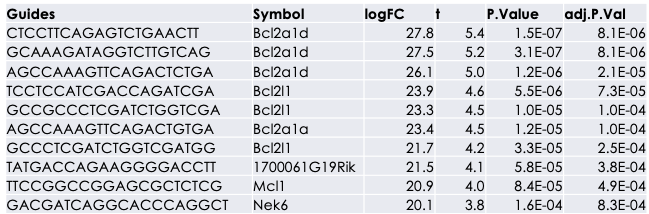 Guides Symbol logFC t P.Value adj.P.Val
CTCCTTCAGAGTCTGAACTT Bcl2a1d 27.8 5.4 1.5E-07 8.1E-06
GCAAAGATAGGTCTTGTCAG Bcl2a1d 27.5 5.2 3.1E-07 8.1E-06
AGCCAAAGTTCAGACTCTGA Bcl2a1d 26.1 5.0 1.2E-06 2.1E-05
TCCTCCATCGACCAGATCGA Bcl2l1 23.9 4.6 5.5E-06 7.3E-05
GCCGCCCTCGATCTGGTCGA Bcl2l1 23.3 4.5 1.0E-05 1.0E-04
AGCCAAAGTTCAGACTGTGA Bcl2a1a 23.4 4.5 1.2E-05 1.0E-04
GCCCTCGATCTGGTCGATGG Bcl2l1 21.7 4.2 3.3E-05 2.5E-04
TATGACCAGAAGGGGACCTT 1700061G19Rik 21.5 4.1 5.8E-05 3.8E-04
TTCCGGCCGGAGCGCTCTCG Mcl1 20.9 4.0 8.4E-05 4.9E-04
GACGATCAGGCACCCAGGCT Nek6 20.1 3.8 1.6E-04 8.3E-04